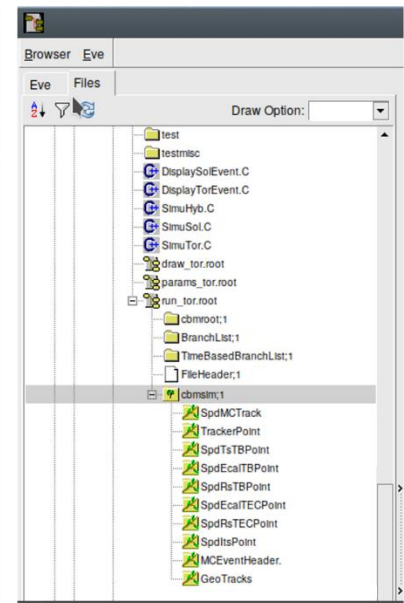 Browser Eve
Eve Files
Draw Option:
test
testmisc
DisplaySolEvent.C
DisplayTorEvent.C
SimuHyb.C
SimuSol.C
SimuTor.C
draw_tor.root
params_tor.root
run_tor.root
cbmroot;1
BranchList;1
TimeBasedBranchList;1
FileHeader;1
cbmsim;1
SpdMCTrack
TrackerPoint
SpdTsTBPoint
SpdEcalTBPoint
SpdRsTBPoint
SpdEcalTECPoint
SpdRsTECPoint
SpdItsPoint
MCEventHeader.
GeoTracks